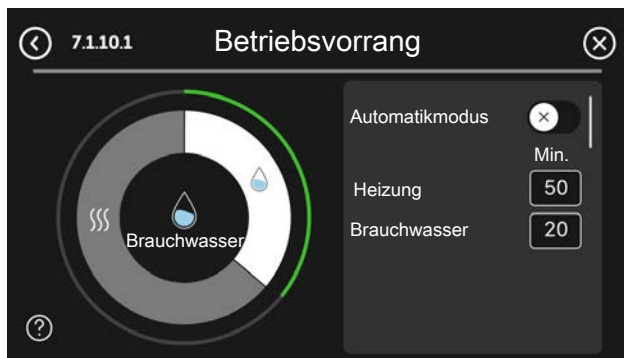 7.1.10.1 Betriebsvorrang
Automatikmodus
Min.
Heizung 50
Brauchwasser 20
Brauchwasser
?